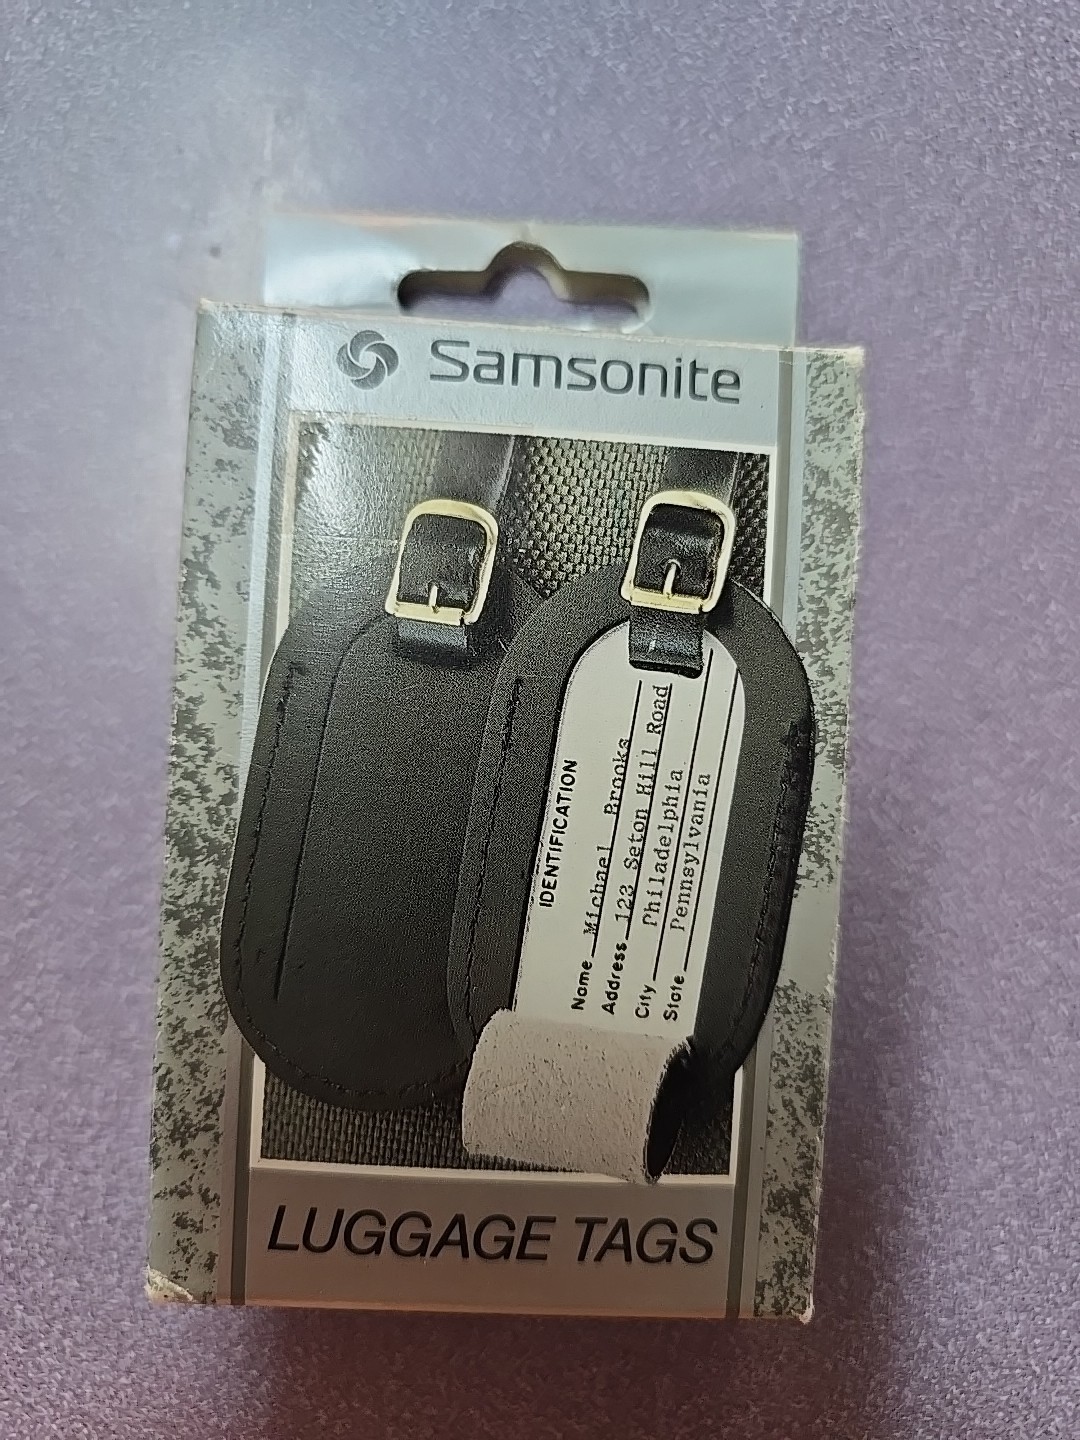 Samsonite
IDENTIFICATION
Name Michael Brooks
Address 123 Seton Hill Road
City Philadelphia
State Pennsylvania
LUGGAGE TAGS